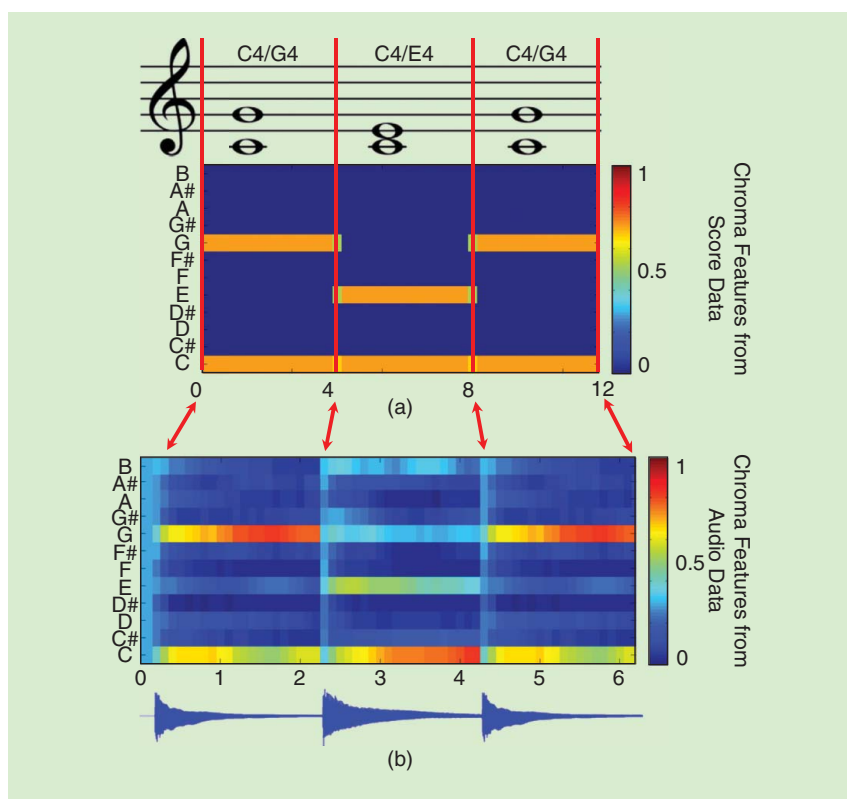 C4/G4 C4/E4 C4/G4
B
A#
A
G#
G
F#
F
E
D#
D
C#
C
1
0.5
0
Chroma Features from
Score Data
0 4 8 12
(a)
B
A#
A
G#
G
F#
F
E
D#
D
C#
C
1
0.5
0
Chroma Features from
Audio Data
0 1 2 3 4 5 6
(b)